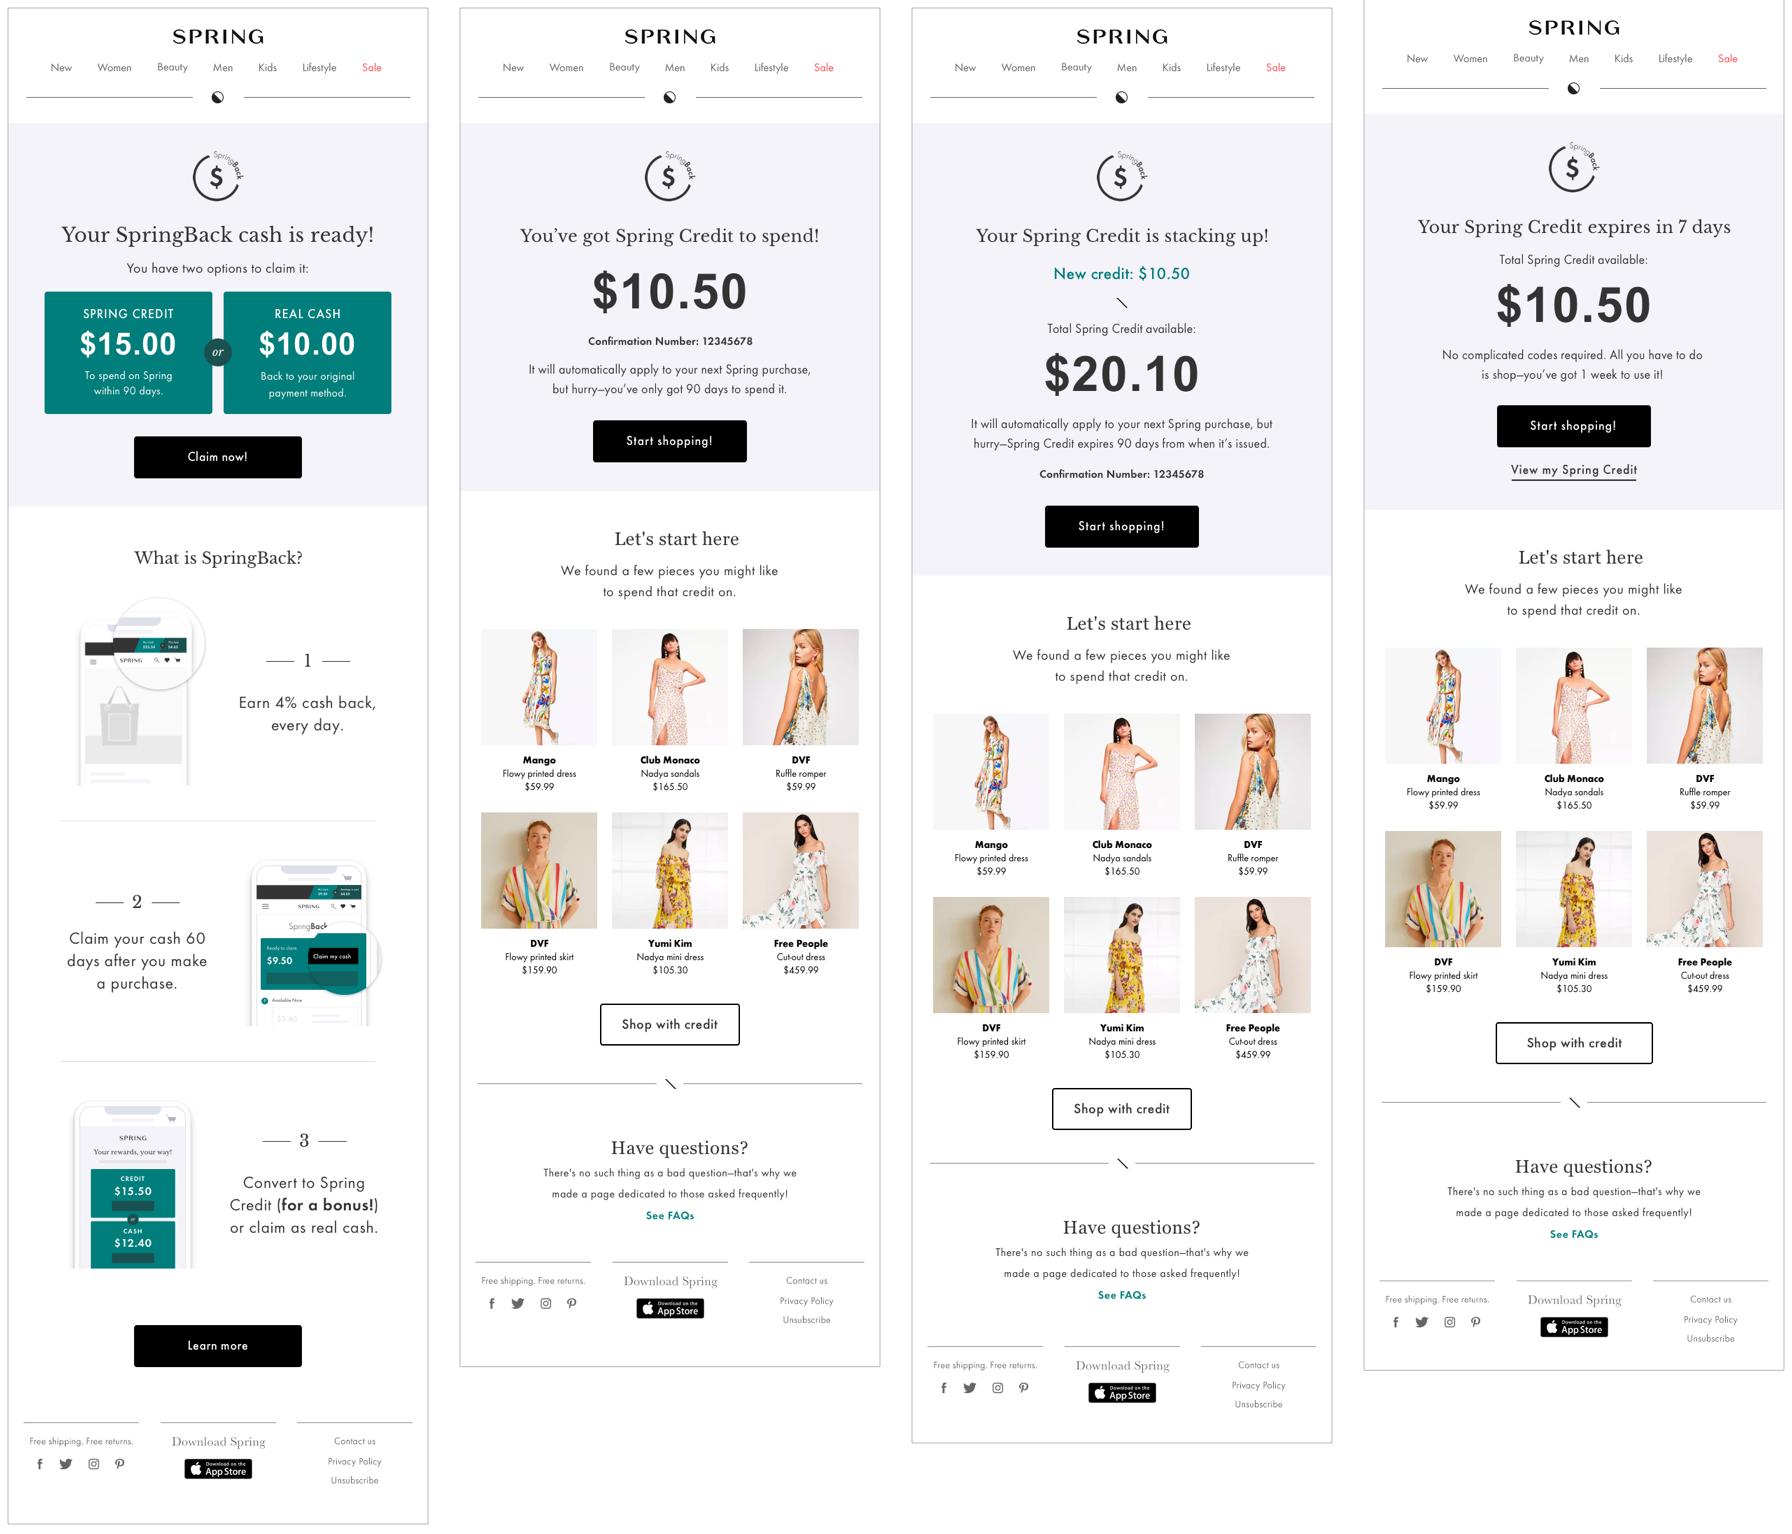 SPRING
New Women Beauty Men Kids Lifestyle Sale
SpringBack
$
Your SpringBack cash is ready!
You have two options to claim it:
SPRING CREDIT
$15.00
To spend on Spring
within 90 days.
or
REAL CASH
$10.00
Back to your original
payment method.
Claim now!
What is SpringBack?
SPRING
1
Earn 4% cash back,
every day.
2
Claim your cash 60
days after you make
a purchase.
SPRING
SpringBack
Ready to claim
$9.50
Claim my cash
Available Now
$3.40
SPRING
Your rewards, your way!
CREDIT
$15.50
or
CASH
$12.40
3
Convert to Spring
Credit (for a bonus!)
or claim as real cash.
Learn more
Free shipping. Free returns.
Download Spring
Download on the
App Store
Contact us
Privacy Policy
Unsubscribe
SPRING
New Women Beauty Men Kids Lifestyle Sale
SpringBack
$
You’ve got Spring Credit to spend!
$10.50
Confirmation Number: 12345678
It will automatically apply to your next Spring purchase,
but hurry—you’ve only got 90 days to spend it.
Start shopping!
Let's start here
We found a few pieces you might like
to spend that credit on.
Mango
Flowy printed dress
$59.99
Club Monaco
Nadya sandals
$165.50
DVF
Ruffle romper
$59.99
DVF
Flowy printed skirt
$159.90
Yumi Kim
Nadya mini dress
$105.30
Free People
Cut-out dress
$459.99
Shop with credit
Have questions?
There's no such thing as a bad question—that's why we
made a page dedicated to those asked frequently!
See FAQs
Free shipping. Free returns.
Download Spring
Download on the
App Store
Contact us
Privacy Policy
Unsubscribe
SPRING
New Women Beauty Men Kids Lifestyle Sale
SpringBack
$
Your Spring Credit is stacking up!
New credit: $10.50
Total Spring Credit available:
$20.10
It will automatically apply to your next Spring purchase, but
hurry—Spring Credit expires 90 days from when it’s issued.
Confirmation Number: 12345678
Start shopping!
Let's start here
We found a few pieces you might like
to spend that credit on.
Mango
Flowy printed dress
$59.99
Club Monaco
Nadya sandals
$165.50
DVF
Ruffle romper
$59.99
DVF
Flowy printed skirt
$159.90
Yumi Kim
Nadya mini dress
$105.30
Free People
Cut-out dress
$459.99
Shop with credit
Have questions?
There's no such thing as a bad question—that's why we
made a page dedicated to those asked frequently!
See FAQs
Free shipping. Free returns.
Download Spring
Download on the
App Store
Contact us
Privacy Policy
Unsubscribe
SPRING
New Women Beauty Men Kids Lifestyle Sale
SpringBack
$
Your Spring Credit expires in 7 days
Total Spring Credit available:
$10.50
No complicated codes required. All you have to do
is shop—you’ve got 1 week to use it!
Start shopping!
View my Spring Credit
Let's start here
We found a few pieces you might like
to spend that credit on.
Mango
Flowy printed dress
$59.99
Club Monaco
Nadya sandals
$165.50
DVF
Ruffle romper
$59.99
DVF
Flowy printed skirt
$159.90
Yumi Kim
Nadya mini dress
$105.30
Free People
Cut-out dress
$459.99
Shop with credit
Have questions?
There's no such thing as a bad question—that's why we
made a page dedicated to those asked frequently!
See FAQs
Free shipping. Free returns.
Download Spring
Download on the
App Store
Contact us
Privacy Policy
Unsubscribe